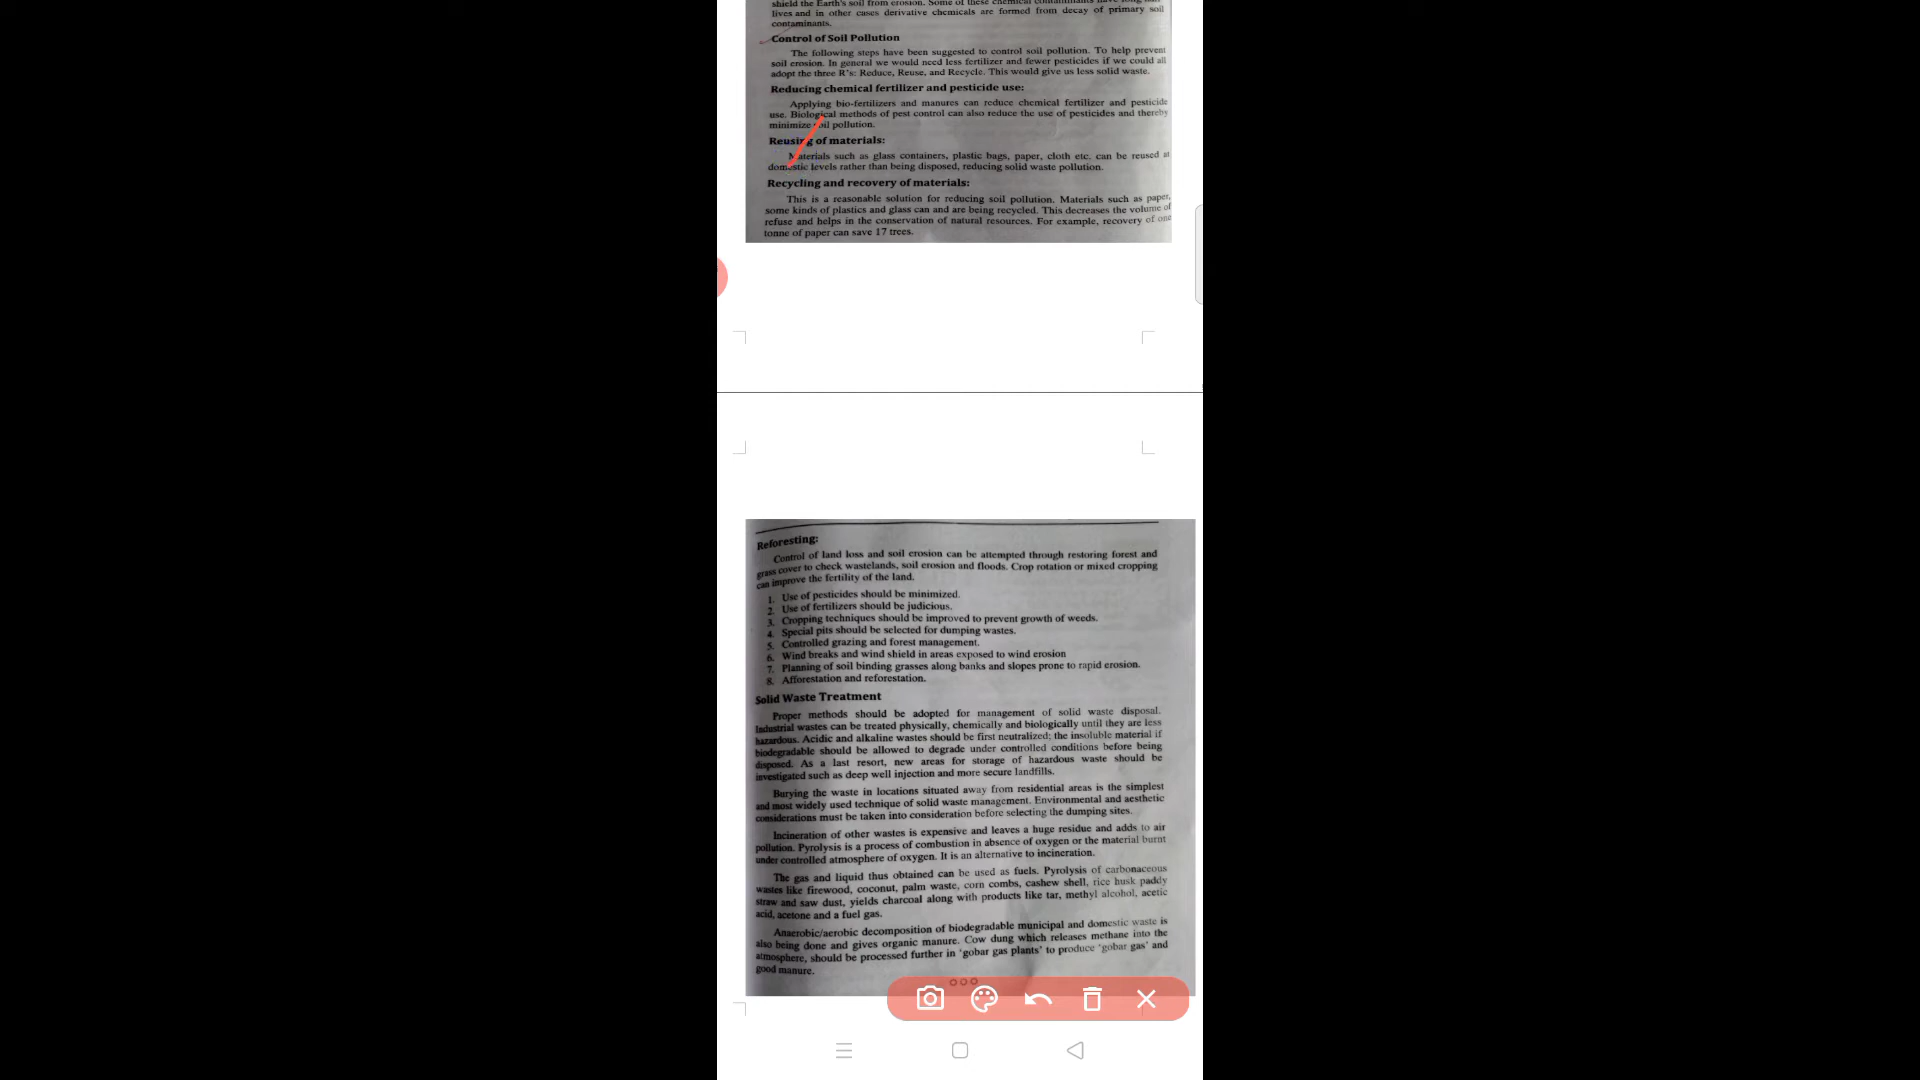 shield the Earth's soil from erosion. Some of these chemical contaminants have long
lives and in other cases derivative chemicals are formed from decay of primary soil
contaminants.
Control of Soil Pollution
The following steps have been suggested to control soil pollution. To help prevent
soil erosion. In general we would need less fertilizer and fewer pesticides if we could all
adopt the three R's: Reduce, Reuse, and Recycle. This would give us less solid waste.
Reducing chemical fertilizer and pesticide use:
Applying bio-fertilizers and manures can reduce chemical fertilizer and pesticide
use. Biological methods of pest control can also reduce the use of pesticides and thereby
minimize soil pollution.
Reusing of materials:
Materials such as glass containers, plastic bags, paper, cloth etc. can be reused at
domestic levels rather than being disposed, reducing solid waste pollution.
Recycling and recovery of materials:
This is a reasonable solution for reducing soil pollution. Materials such as paper,
some kinds of plastics and glass can and are being recycled. This decreases the volume of
refuse and helps in the conservation of natural resources. For example, recovery of one
tonne of paper can save 17 trees.
Reforesting:
Control of land loss and soil erosion can be attempted through restoring forest and
grass cover to check wastelands, soil erosion and floods. Crop rotation or mixed cropping
can improve the fertility of the land.
1. Use of pesticides should be minimized.
2. Use of fertilizers should be judicious.
3. Cropping techniques should be improved to prevent growth of weeds.
4. Special pits should be selected for dumping wastes.
5. Controlled grazing and forest management.
6. Wind breaks and wind shield in areas exposed to wind erosion
7. Planning of soil binding grasses along banks and slopes prone to rapid erosion.
8. Afforestation and reforestation.
Solid Waste Treatment
Proper methods should be adopted for management of solid waste disposal.
Industrial wastes can be treated physically, chemically and biologically until they are less
hazardous. Acidic and alkaline wastes should be first neutralized; the insoluble material if
biodegradable should be allowed to degrade under controlled conditions before being
disposed. As a last resort, new areas for storage of hazardous waste should be
investigated such as deep well injection and more secure landfills.
Burying the waste in locations situated away from residential areas is the simplest
and most widely used technique of solid waste management. Environmental and aesthetic
considerations must be taken into consideration before selecting the dumping sites.
Incineration of other wastes is expensive and leaves a huge residue and adds to air
pollution. Pyrolysis is a process of combustion in absence of oxygen or the material burnt
under controlled atmosphere of oxygen. It is an alternative to incineration.
The gas and liquid thus obtained can be used as fuels. Pyrolysis of carbonaceous
wastes like firewood, coconut, palm waste, corn combs, cashew shell, rice husk paddy
straw and saw dust, yields charcoal along with products like tar, methyl alcohol, acetic
acid, acetone and a fuel gas.
Anaerobic/aerobic decomposition of biodegradable municipal and domestic waste is
also being done and gives organic manure. Cow dung which releases methane into the
atmosphere, should be processed further in 'gobar gas plants' to produce 'gobar gas' and
good manure.